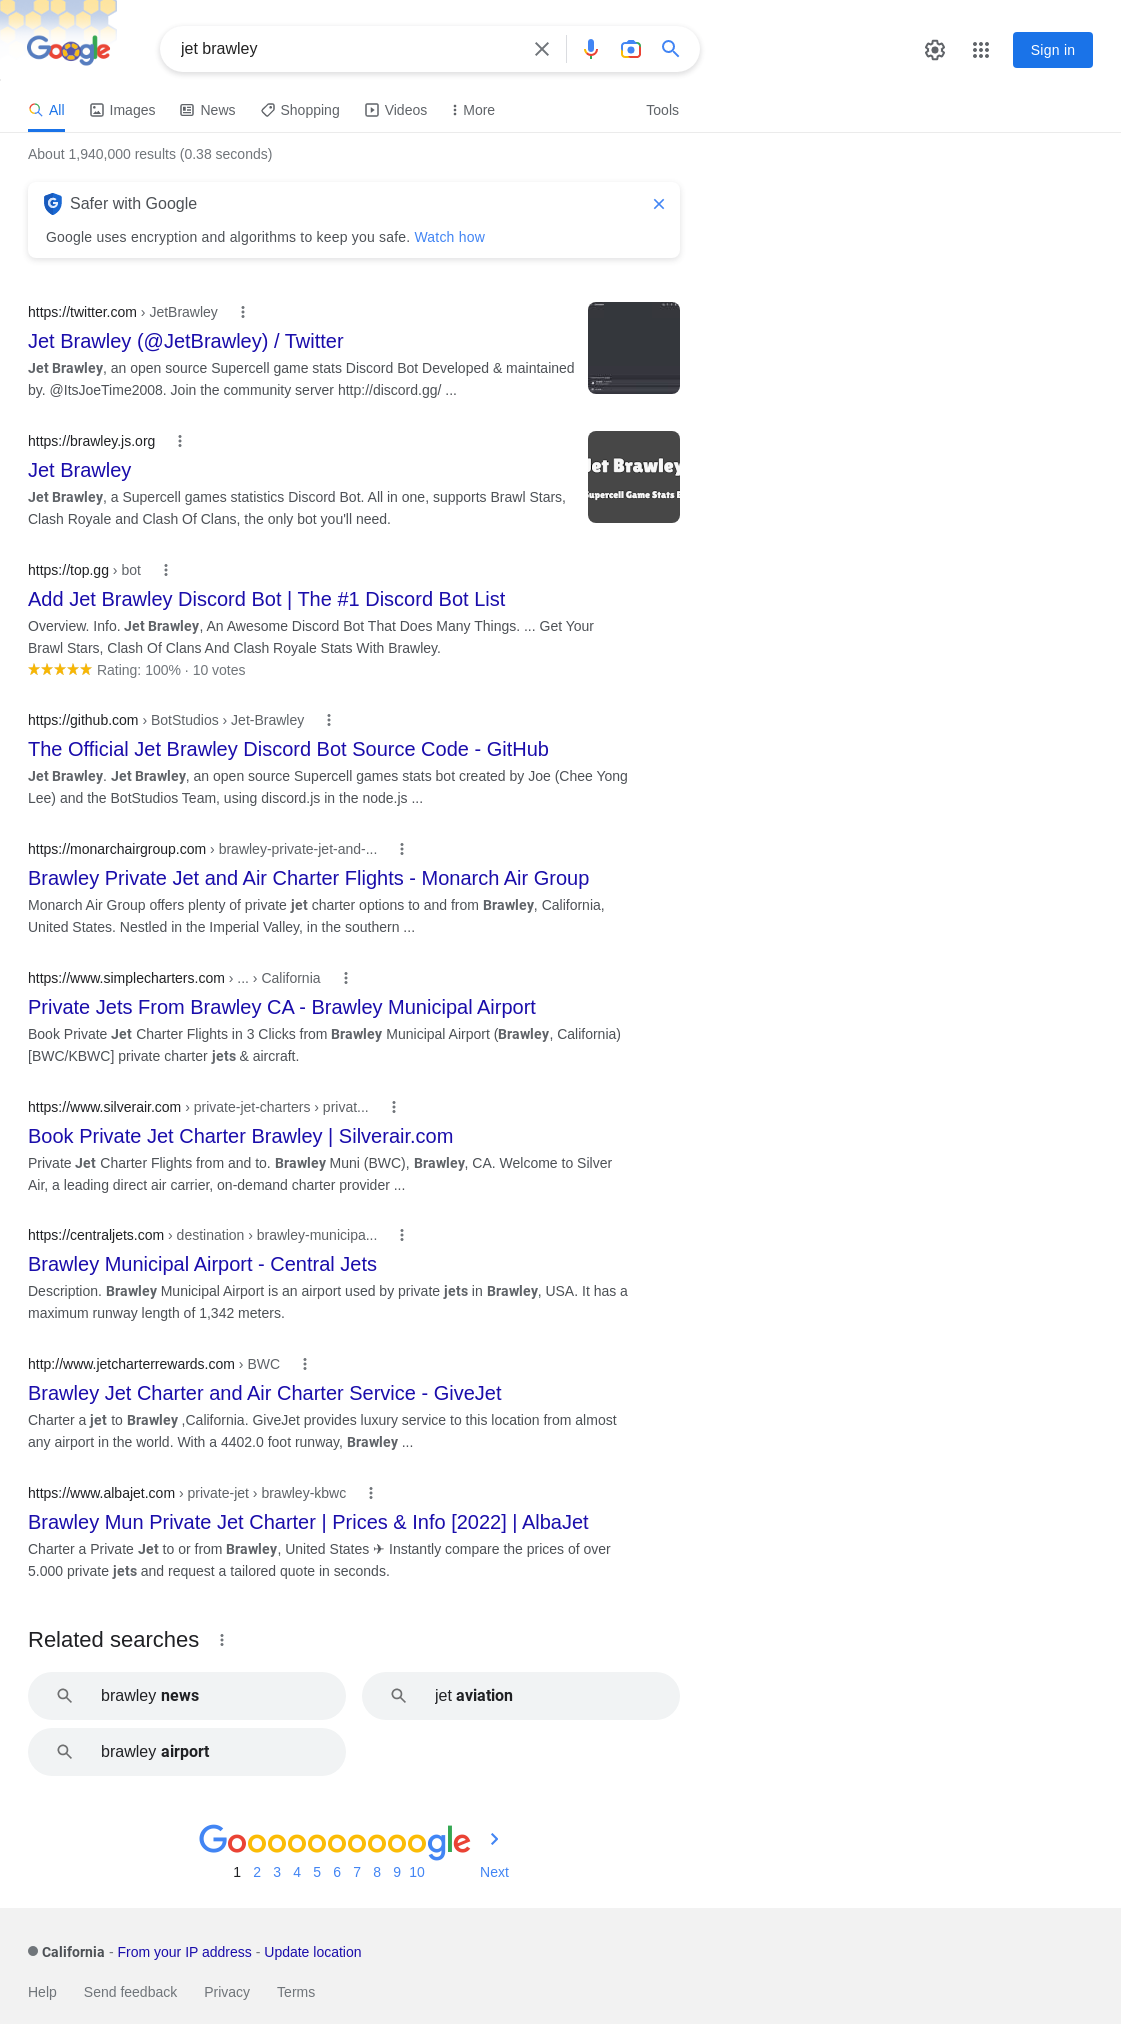 Google
jet brawley
Sign in
All
Images
News
Shopping
Videos
More
Tools
About 1,940,000 results (0.38 seconds)
Safer with Google
Google uses encryption and algorithms to keep you safe. Watch how
https://twitter.com › JetBrawley
Jet Brawley (@JetBrawley) / Twitter
Jet Brawley, an open source Supercell game stats Discord Bot Developed & maintained
by. @ItsJoeTime2008. Join the community server http://discord.gg/ ...
https://brawley.js.org
Jet Brawley
Jet Brawley, a Supercell games statistics Discord Bot. All in one, supports Brawl Stars,
Clash Royale and Clash Of Clans, the only bot you'll need.
Jet Brawley
Supercell Game Stats B
https://top.gg › bot
Add Jet Brawley Discord Bot | The #1 Discord Bot List
Overview. Info. Jet Brawley, An Awesome Discord Bot That Does Many Things. ... Get Your
Brawl Stars, Clash Of Clans And Clash Royale Stats With Brawley.
Rating: 100% · 10 votes
https://github.com › BotStudios › Jet-Brawley
The Official Jet Brawley Discord Bot Source Code - GitHub
Jet Brawley. Jet Brawley, an open source Supercell games stats bot created by Joe (Chee Yong
Lee) and the BotStudios Team, using discord.js in the node.js ...
https://monarchairgroup.com › brawley-private-jet-and-...
Brawley Private Jet and Air Charter Flights - Monarch Air Group
Monarch Air Group offers plenty of private jet charter options to and from Brawley, California,
United States. Nestled in the Imperial Valley, in the southern ...
https://www.simplecharters.com › ... › California
Private Jets From Brawley CA - Brawley Municipal Airport
Book Private Jet Charter Flights in 3 Clicks from Brawley Municipal Airport (Brawley, California)
[BWC/KBWC] private charter jets & aircraft.
https://www.silverair.com › private-jet-charters › privat...
Book Private Jet Charter Brawley | Silverair.com
Private Jet Charter Flights from and to. Brawley Muni (BWC), Brawley, CA. Welcome to Silver
Air, a leading direct air carrier, on-demand charter provider ...
https://centraljets.com › destination › brawley-municipa...
Brawley Municipal Airport - Central Jets
Description. Brawley Municipal Airport is an airport used by private jets in Brawley, USA. It has a
maximum runway length of 1,342 meters.
http://www.jetcharterrewards.com › BWC
Brawley Jet Charter and Air Charter Service - GiveJet
Charter a jet to Brawley ,California. GiveJet provides luxury service to this location from almost
any airport in the world. With a 4402.0 foot runway, Brawley ...
https://www.albajet.com › private-jet › brawley-kbwc
Brawley Mun Private Jet Charter | Prices & Info [2022] | AlbaJet
Charter a Private Jet to or from Brawley, United States ✈ Instantly compare the prices of over
5.000 private jets and request a tailored quote in seconds.
Related searches
brawley news
jet aviation
brawley airport
Goooooooooogle
1 2 3 4 5 6 7 8 9 10 Next
California - From your IP address - Update location
Help Send feedback Privacy Terms